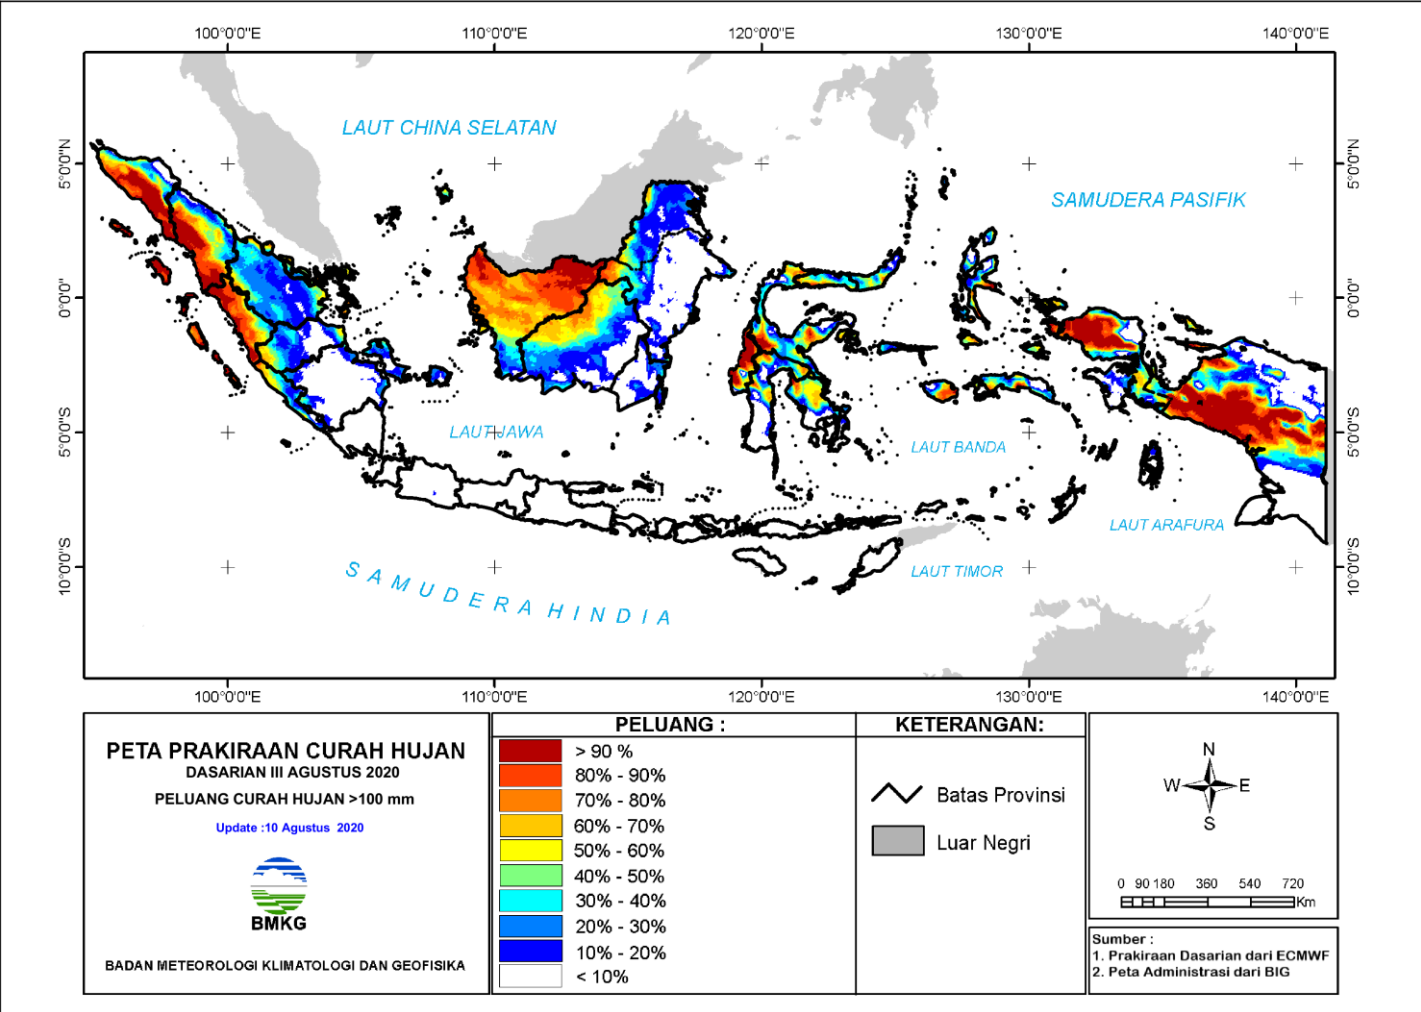 100°0'0"E 110°0'0"E 120°0'0"E 130°0'0"E 140°0'0"E
5°0'0"N
0°0'0"
5°0'0"S
10°0'0"S
LAUT CHINA SELATAN
SAMUDERA PASIFIK
LAUT JAWA
LAUT BANDA
LAUT ARAFURA
LAUT TIMOR
SAMUDERA HINDIA
5°0'0"N
0°0'0"
5°0'0"S
10°0'0"S
100°0'0"E 110°0'0"E 120°0'0"E 130°0'0"E 140°0'0"E
PETA PRAKIRAAN CURAH HUJAN
DASARIAN III AGUSTUS 2020
PELUANG CURAH HUJAN >100 mm
Update :10 Agustus 2020
BMKG
BADAN METEOROLOGI KLIMATOLOGI DAN GEOFISIKA
PELUANG :
> 90 %
80% - 90%
70% - 80%
60% - 70%
50% - 60%
40% - 50%
30% - 40%
20% - 30%
10% - 20%
< 10%
KETERANGAN:
Batas Provinsi
Luar Negri
N
W E
S
0 90 180 360 540 720
Km
Sumber :
1. Prakiraan Dasarian dari ECMWF
2. Peta Administrasi dari BIG